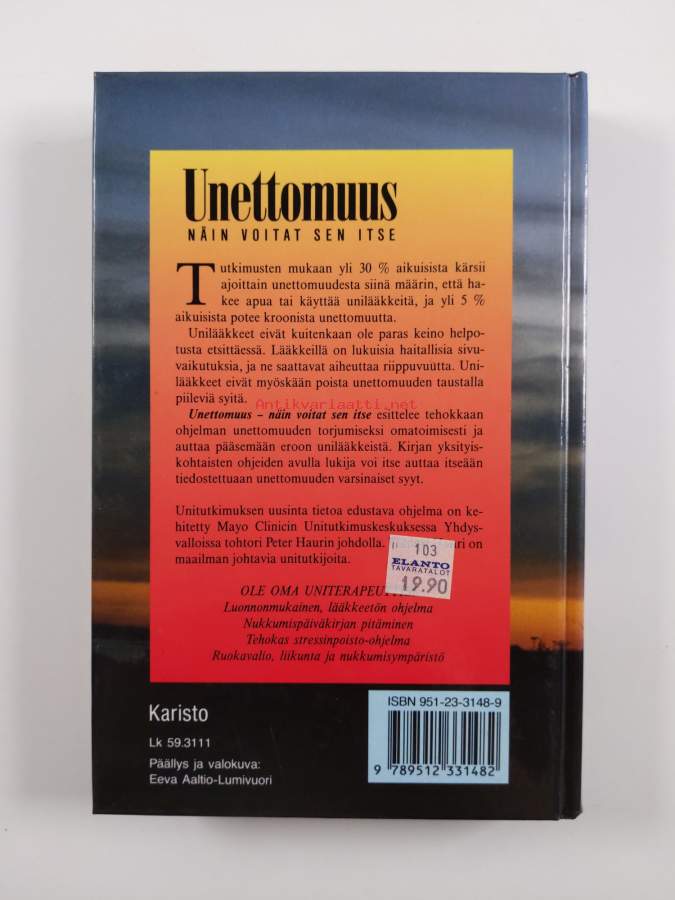 Unettomuus
NÄIN VOITAT SEN ITSE
Tutkimusten mukaan yli 30 % aikuisista kärsii
ajoittain unettomuudesta siinä määrin, että ha-
kee apua tai käyttää unilääkkeitä, ja yli 5 %
aikuisista potee kroonista unettomuutta.
Unilääkkeet eivät kuitenkaan ole paras keino helpo-
tusta etsittäessä. Lääkkeillä on lukuisia haitallisia sivu-
vaikutuksia, ja ne saattavat aiheuttaa riippuvuutta. Uni-
lääkkeet eivät myöskään poista unettomuuden taustalla
piileviä syitä.
Antikvariaatti.net
Unettomuus – näin voitat sen itse esittelee tehokkaan
ohjelman unettomuuden torjumiseksi omatoimisesti ja
auttaa pääsemään eroon unilääkkeistä. Kirjan yksityis-
kohtaisten ohjeiden avulla lukija voi itse auttaa itseään
tiedostettuaan unettomuuden varsinaiset syyt.
Unitutkimuksen uusinta tietoa edustava ohjelma on ke-
hitetty Mayo Clinicin Unitutkimuskeskuksessa Yhdys-
valloissa tohtori Peter Haurin johdolla. on
maailman johtavia unitutkijoita.
103
ELANTO
TAVARATALOT
19.90
OLE OMA
Luonnonmukainen, lääkkeetön ohjelma
Nukkumispäiväkirjan pitäminen
Tehokas stressinpoisto-ohjelma
Ruokavalio, liikunta ja nukkumisympäristö
Karisto
Lk 59.3111
Päällys ja valokuva:
Eeva Aaltio-Lumivuori
ISBN 951-23-3148-9
9 789512 331482